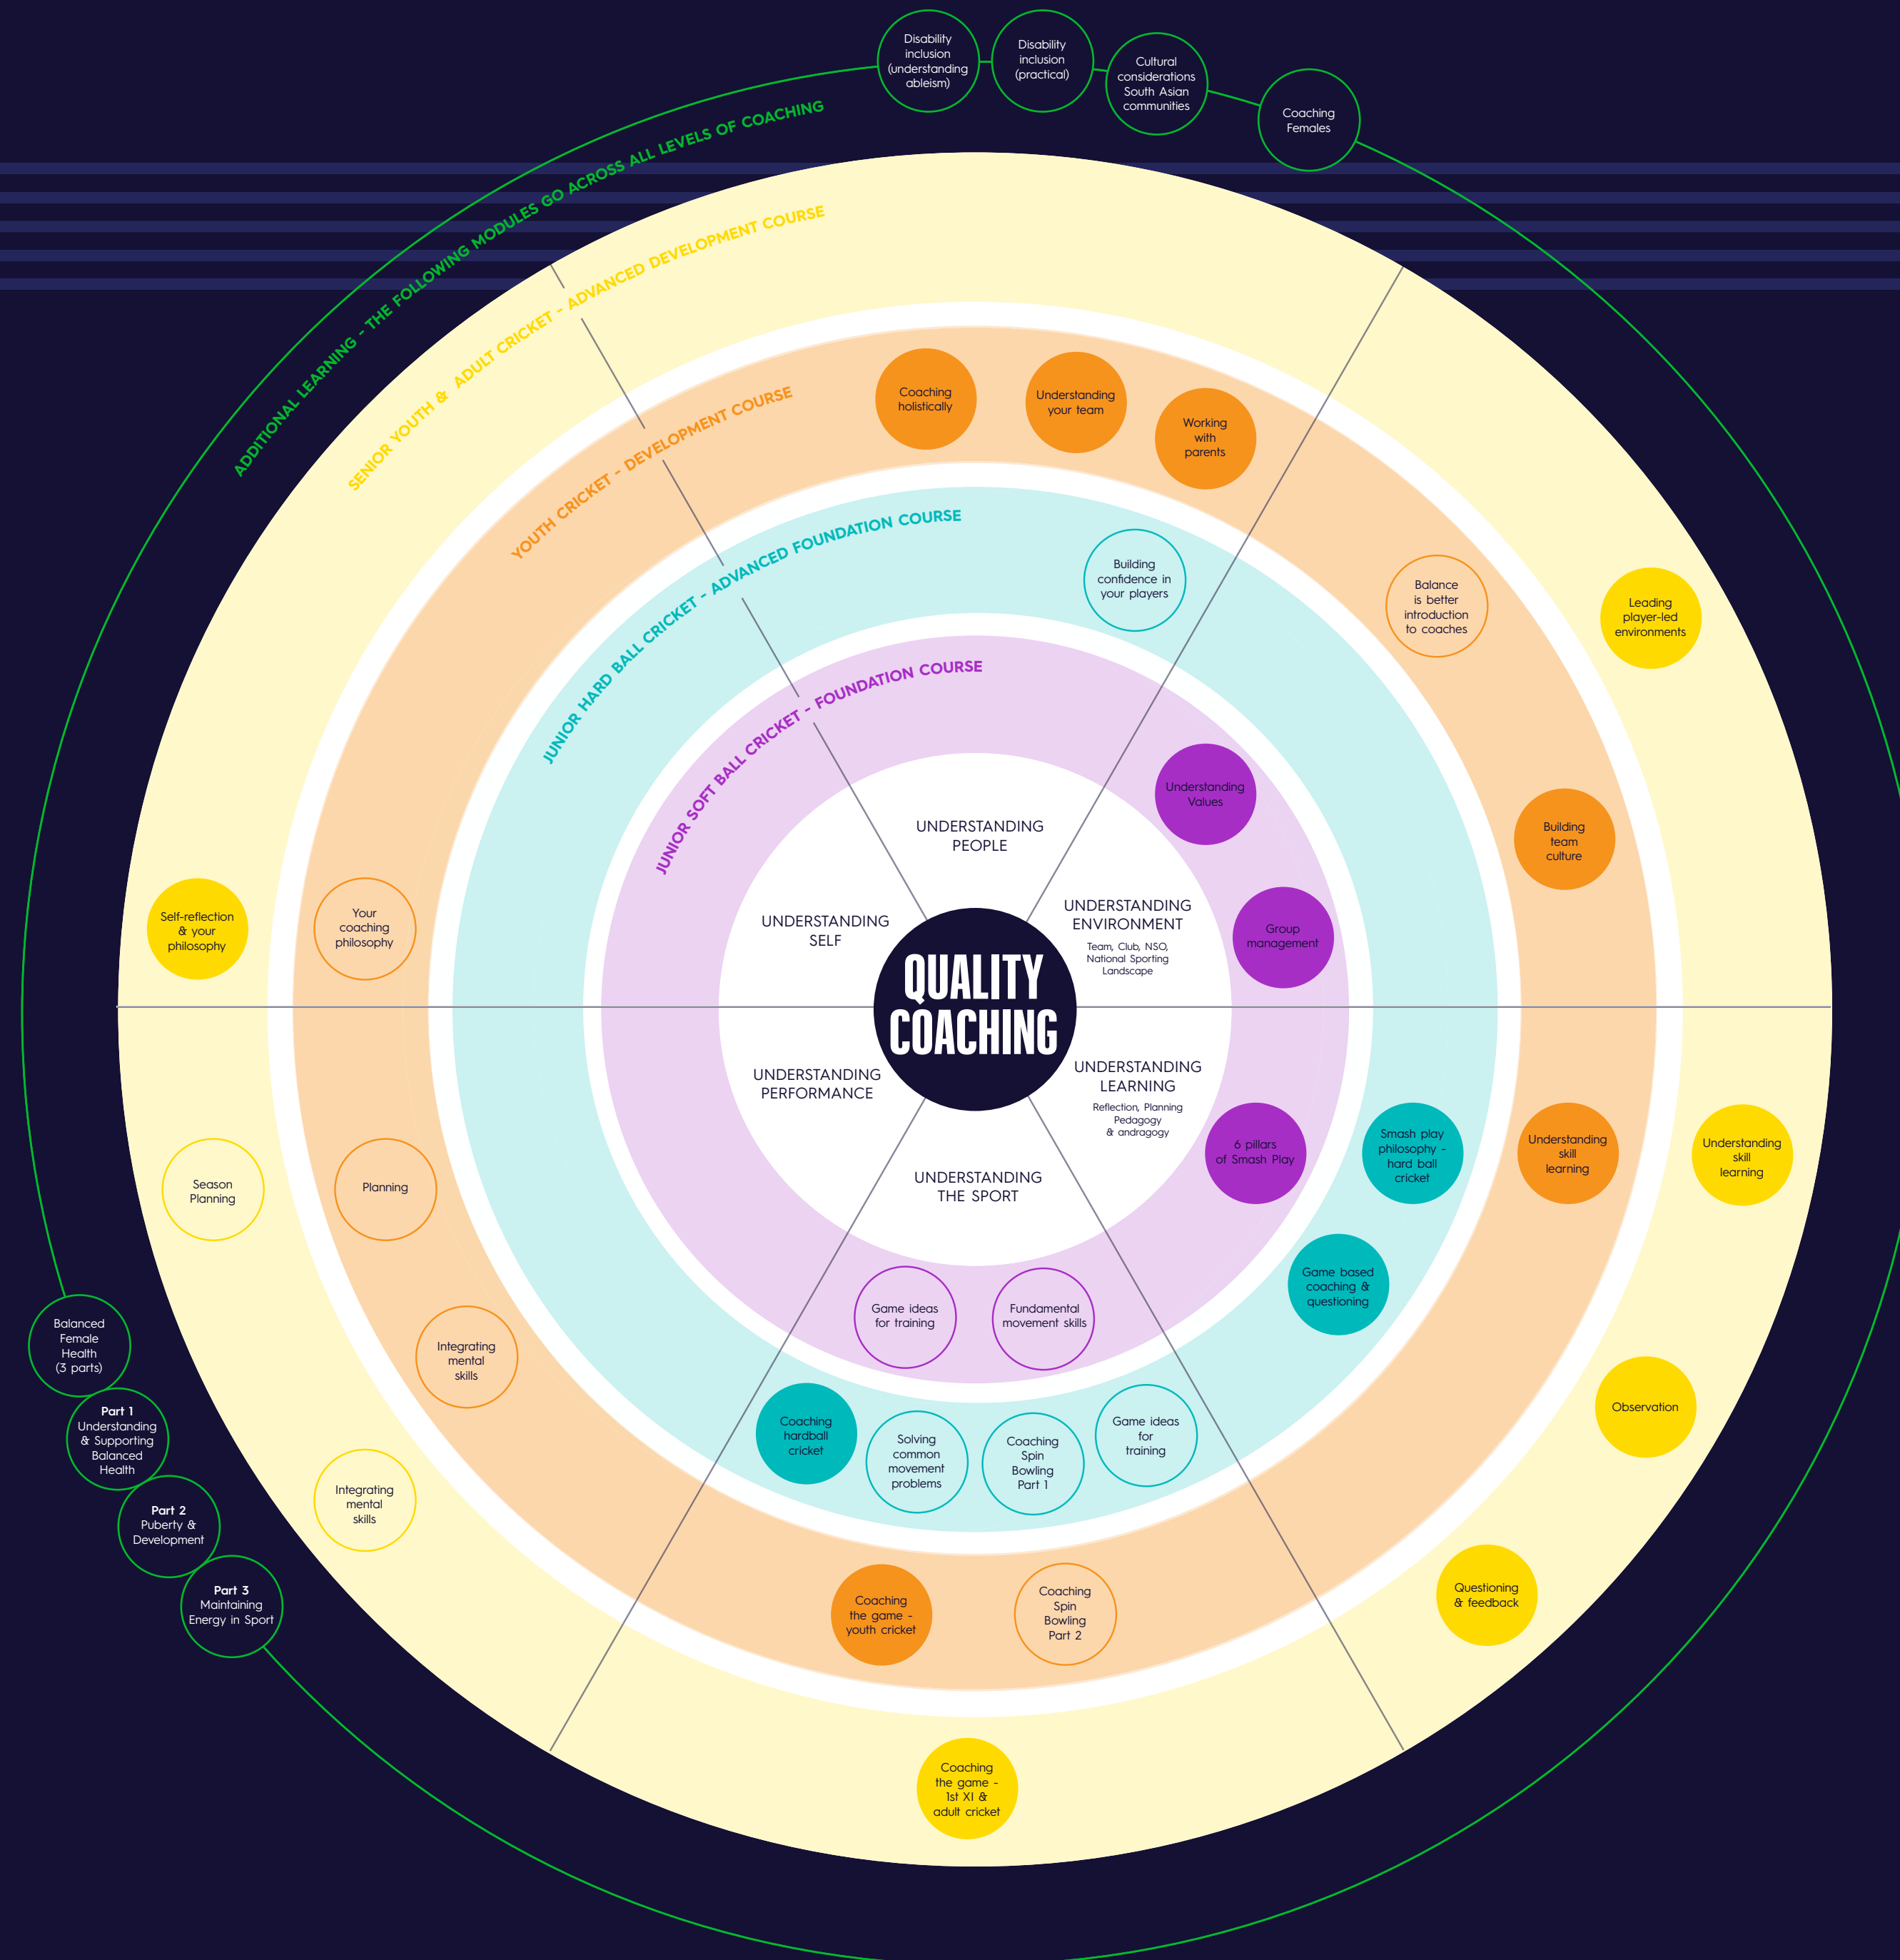 Disability
inclusion
(understanding
ableism)
Disability
inclusion
(practical)
Cultural
considerations
South Asian
communities
Coaching
Females
ADDITIONAL LEARNING - THE FOLLOWING MODULES GO ACROSS ALL LEVELS OF COACHING
SENIOR YOUTH & ADULT CRICKET - ADVANCED DEVELOPMENT COURSE
YOUTH CRICKET - DEVELOPMENT COURSE
JUNIOR HARD BALL CRICKET - ADVANCED FOUNDATION COURSE
JUNIOR SOFT BALL CRICKET - FOUNDATION COURSE
Coaching
holistically
Understanding
your team
Working
with
parents
Building
confidence in
your players
Balance
is better
introduction
to coaches
Leading
player-led
environments
Understanding
Values
Building
team
culture
Group
management
UNDERSTANDING
PEOPLE
UNDERSTANDING
SELF
UNDERSTANDING
ENVIRONMENT
Team, Club, NSO,
National Sporting
Landscape
Self-reflection
& your
philosophy
Your
coaching
philosophy
QUALITY
COACHING
UNDERSTANDING
PERFORMANCE
UNDERSTANDING
LEARNING
Reflection, Planning
Pedagogy
& andragogy
UNDERSTANDING
THE SPORT
6 pillars
of Smash Play
Smash play
philosophy -
hard ball
cricket
Understanding
skill
learning
Understanding
skill
learning
Season
Planning
Planning
Game based
coaching &
questioning
Game ideas
for training
Fundamental
movement skills
Integrating
mental
skills
Observation
Coaching
hardball
cricket
Solving
common
movement
problems
Coaching
Spin
Bowling
Part 1
Game ideas
for
training
Integrating
mental
skills
Questioning
& feedback
Coaching
the game -
youth cricket
Coaching
Spin
Bowling
Part 2
Coaching
the game -
1st XI &
adult cricket
Balanced
Female
Health
(3 parts)
Part 1
Understanding
& Supporting
Balanced
Health
Part 2
Puberty &
Development
Part 3
Maintaining
Energy in Sport